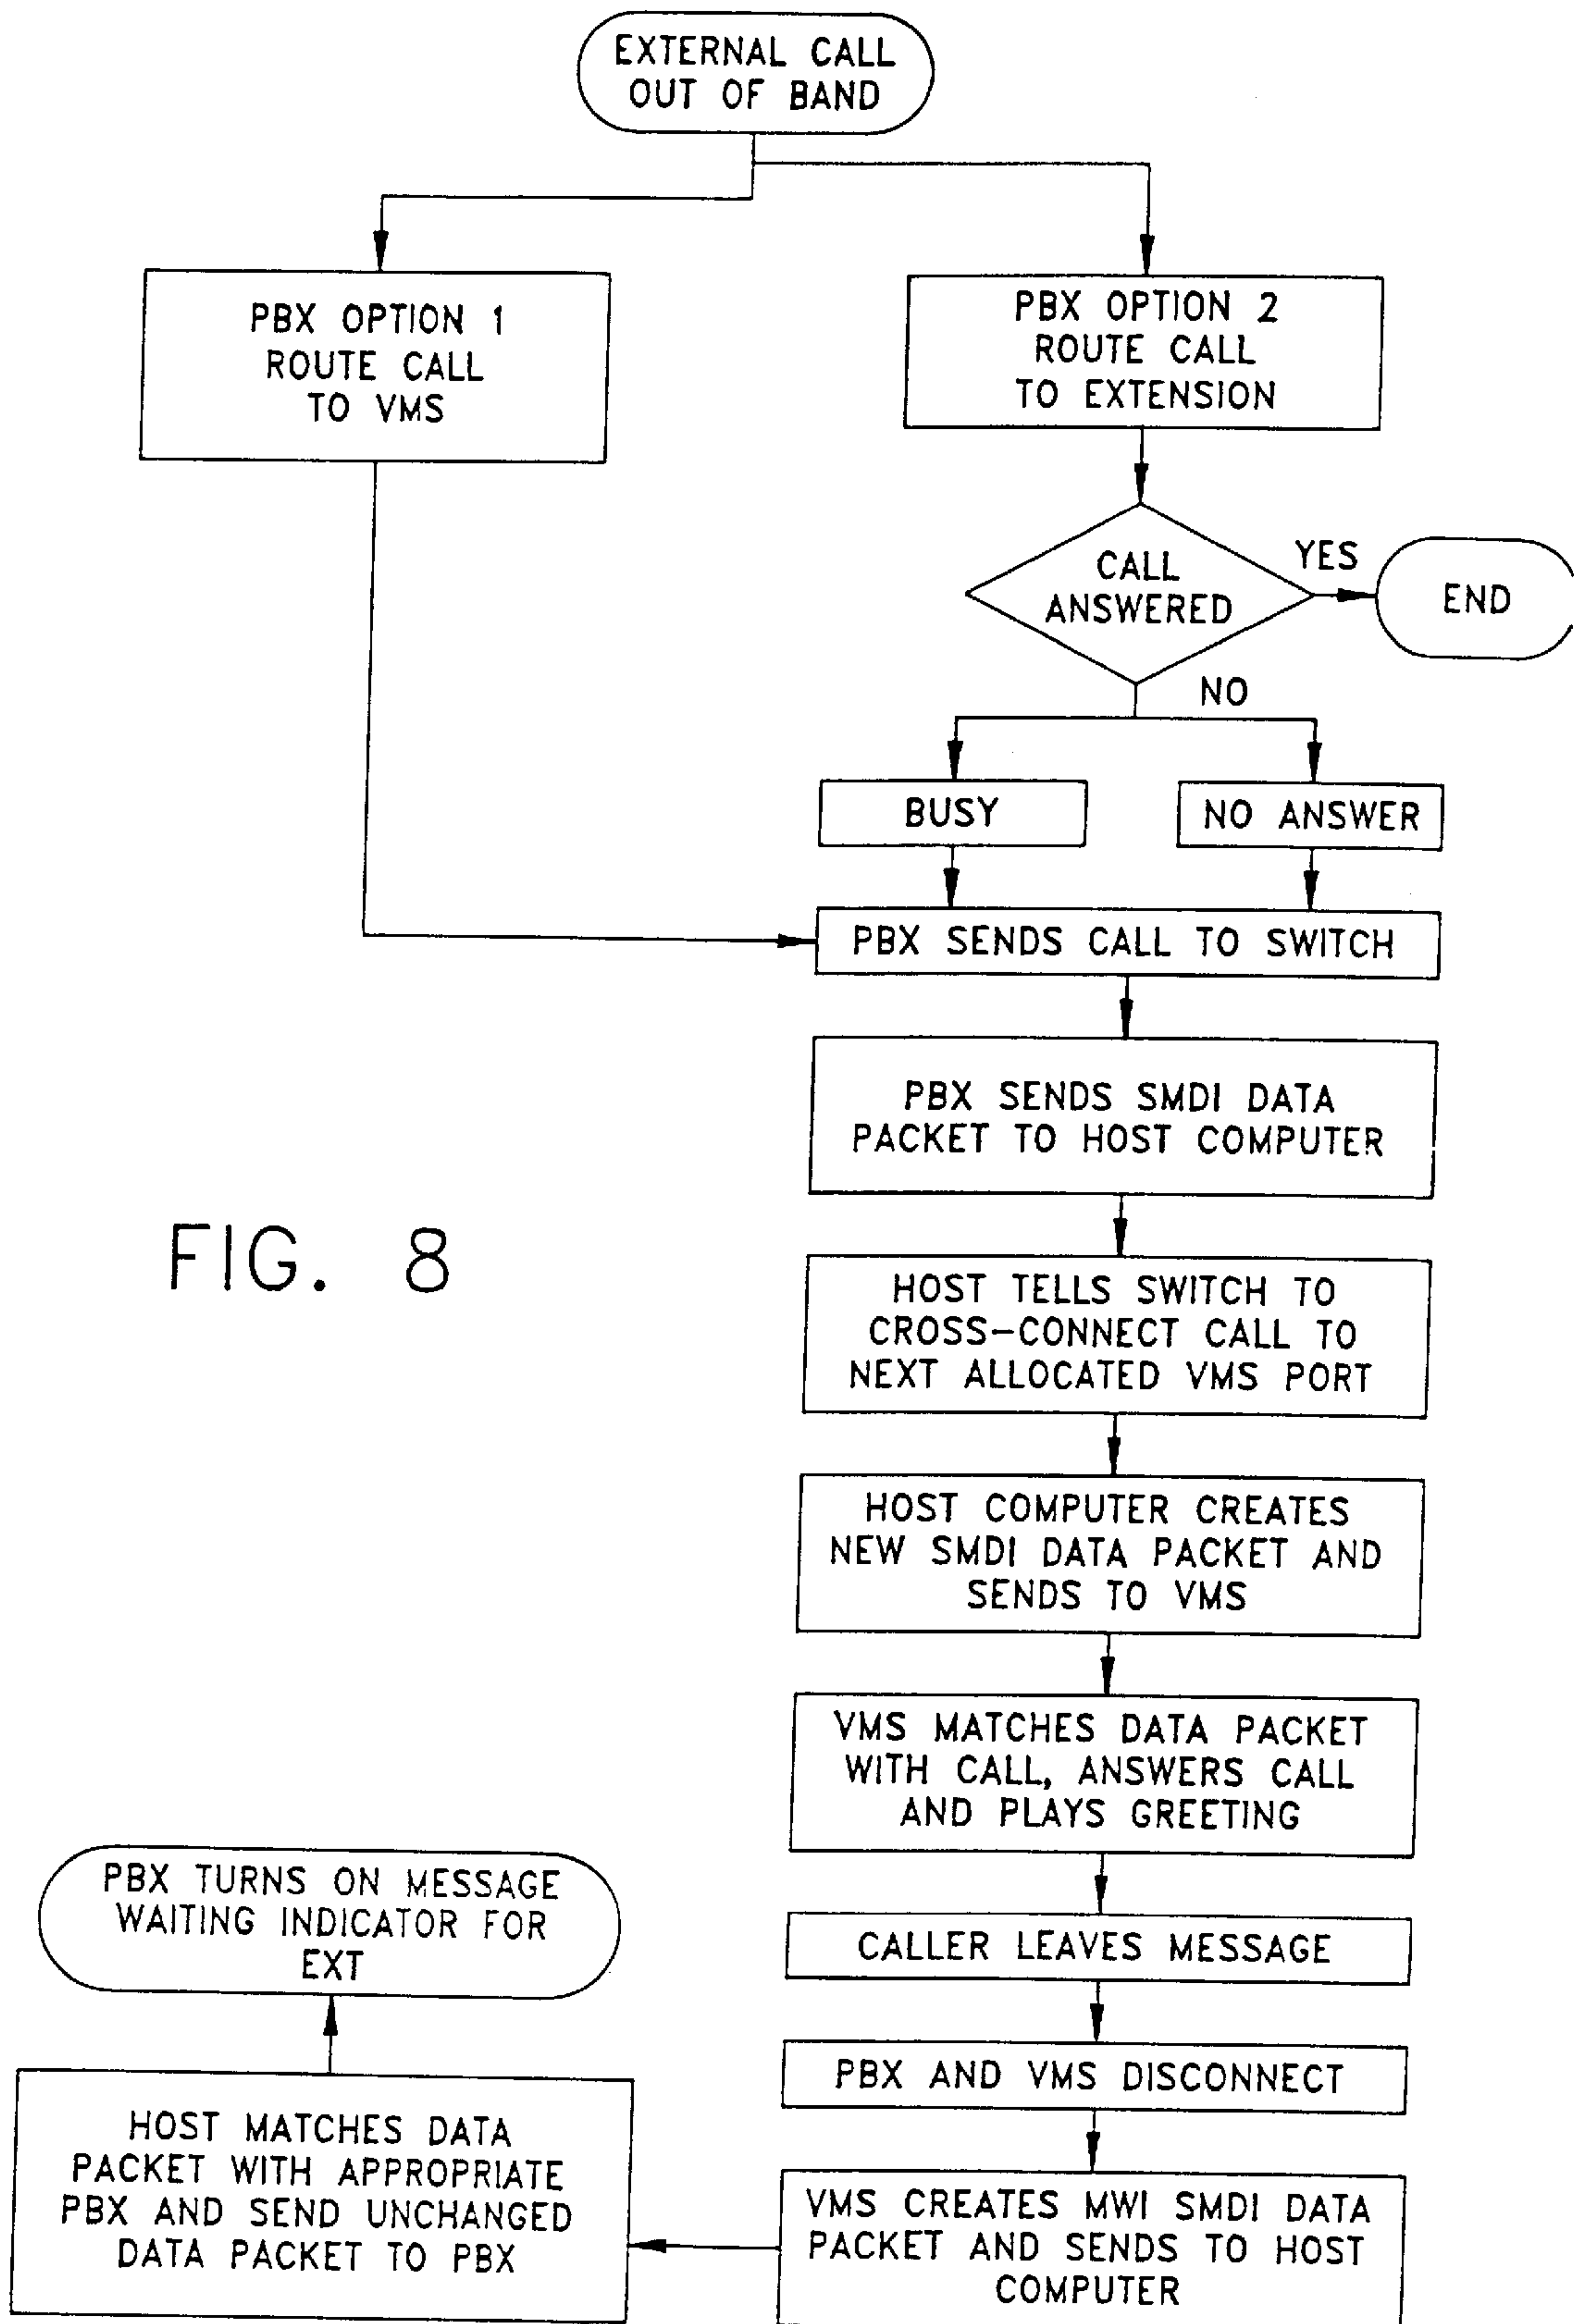 EXTERNAL CALL
OUT OF BAND
PBX OPTION 1
ROUTE CALL
TO VMS
PBX OPTION 2
ROUTE CALL
TO EXTENSION
CALL
ANSWERED
YES
END
NO
BUSY
NO ANSWER
PBX SENDS CALL TO SWITCH
PBX SENDS SMDI DATA
PACKET TO HOST COMPUTER
FIG. 8
HOST TELLS SWITCH TO
CROSS-CONNECT CALL TO
NEXT ALLOCATED VMS PORT
HOST COMPUTER CREATES
NEW SMDI DATA PACKET AND
SENDS TO VMS
VMS MATCHES DATA PACKET
WITH CALL, ANSWERS CALL
AND PLAYS GREETING
CALLER LEAVES MESSAGE
PBX AND VMS DISCONNECT
VMS CREATES MWI SMDI DATA
PACKET AND SENDS TO HOST
COMPUTER
HOST MATCHES DATA
PACKET WITH APPROPRIATE
PBX AND SEND UNCHANGED
DATA PACKET TO PBX
PBX TURNS ON MESSAGE
WAITING INDICATOR FOR
EXT